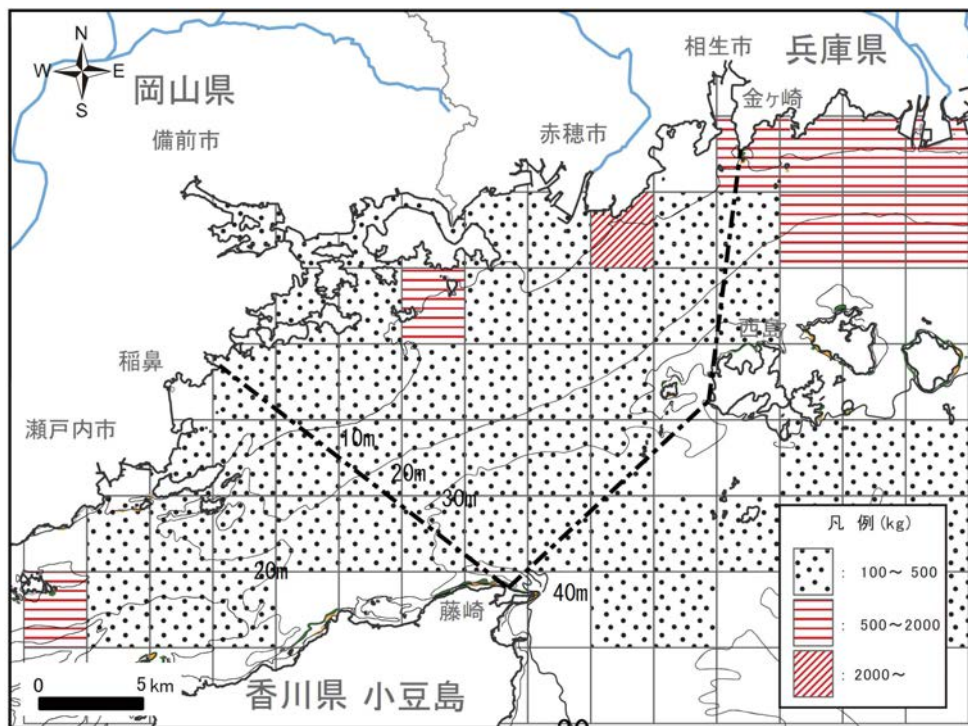 N
W E
S
岡山県
備前市
赤穂市
相生市
兵庫県
金ヶ崎
西島
稲鼻
瀬戸内市
10m
20m
30m
20m
40m
藤崎
香川県 小豆島
0 5 km
凡 例 (kg)
: 100～ 500
: 500～2000
: 2000～